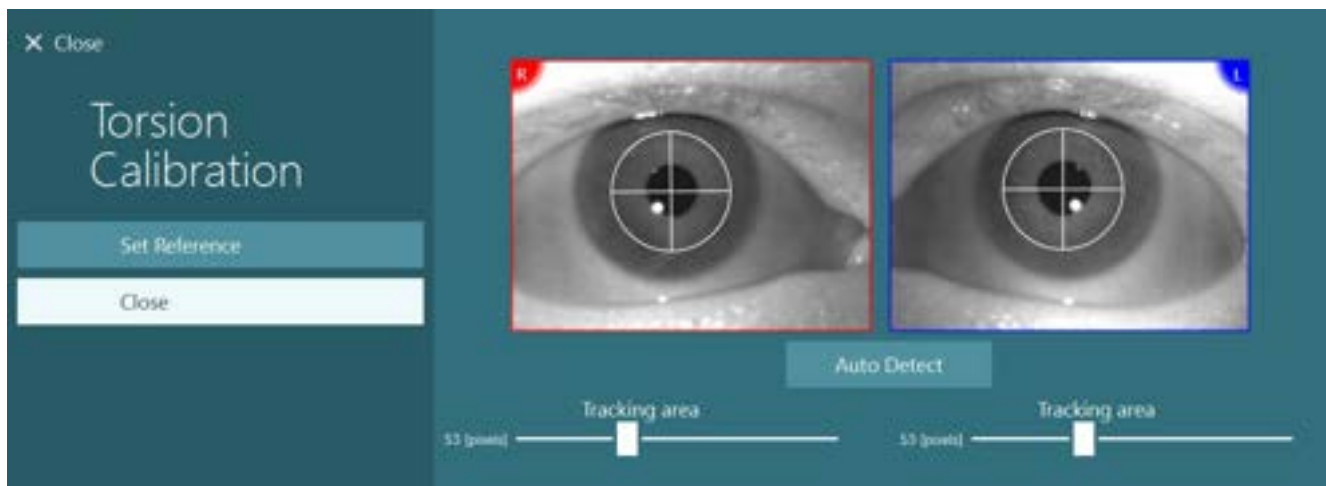 Close
Torsion
Calibration
Set Reference
Close
R
L
Auto Detect
Tracking area
53 [pixels]
Tracking area
53 [pixels]